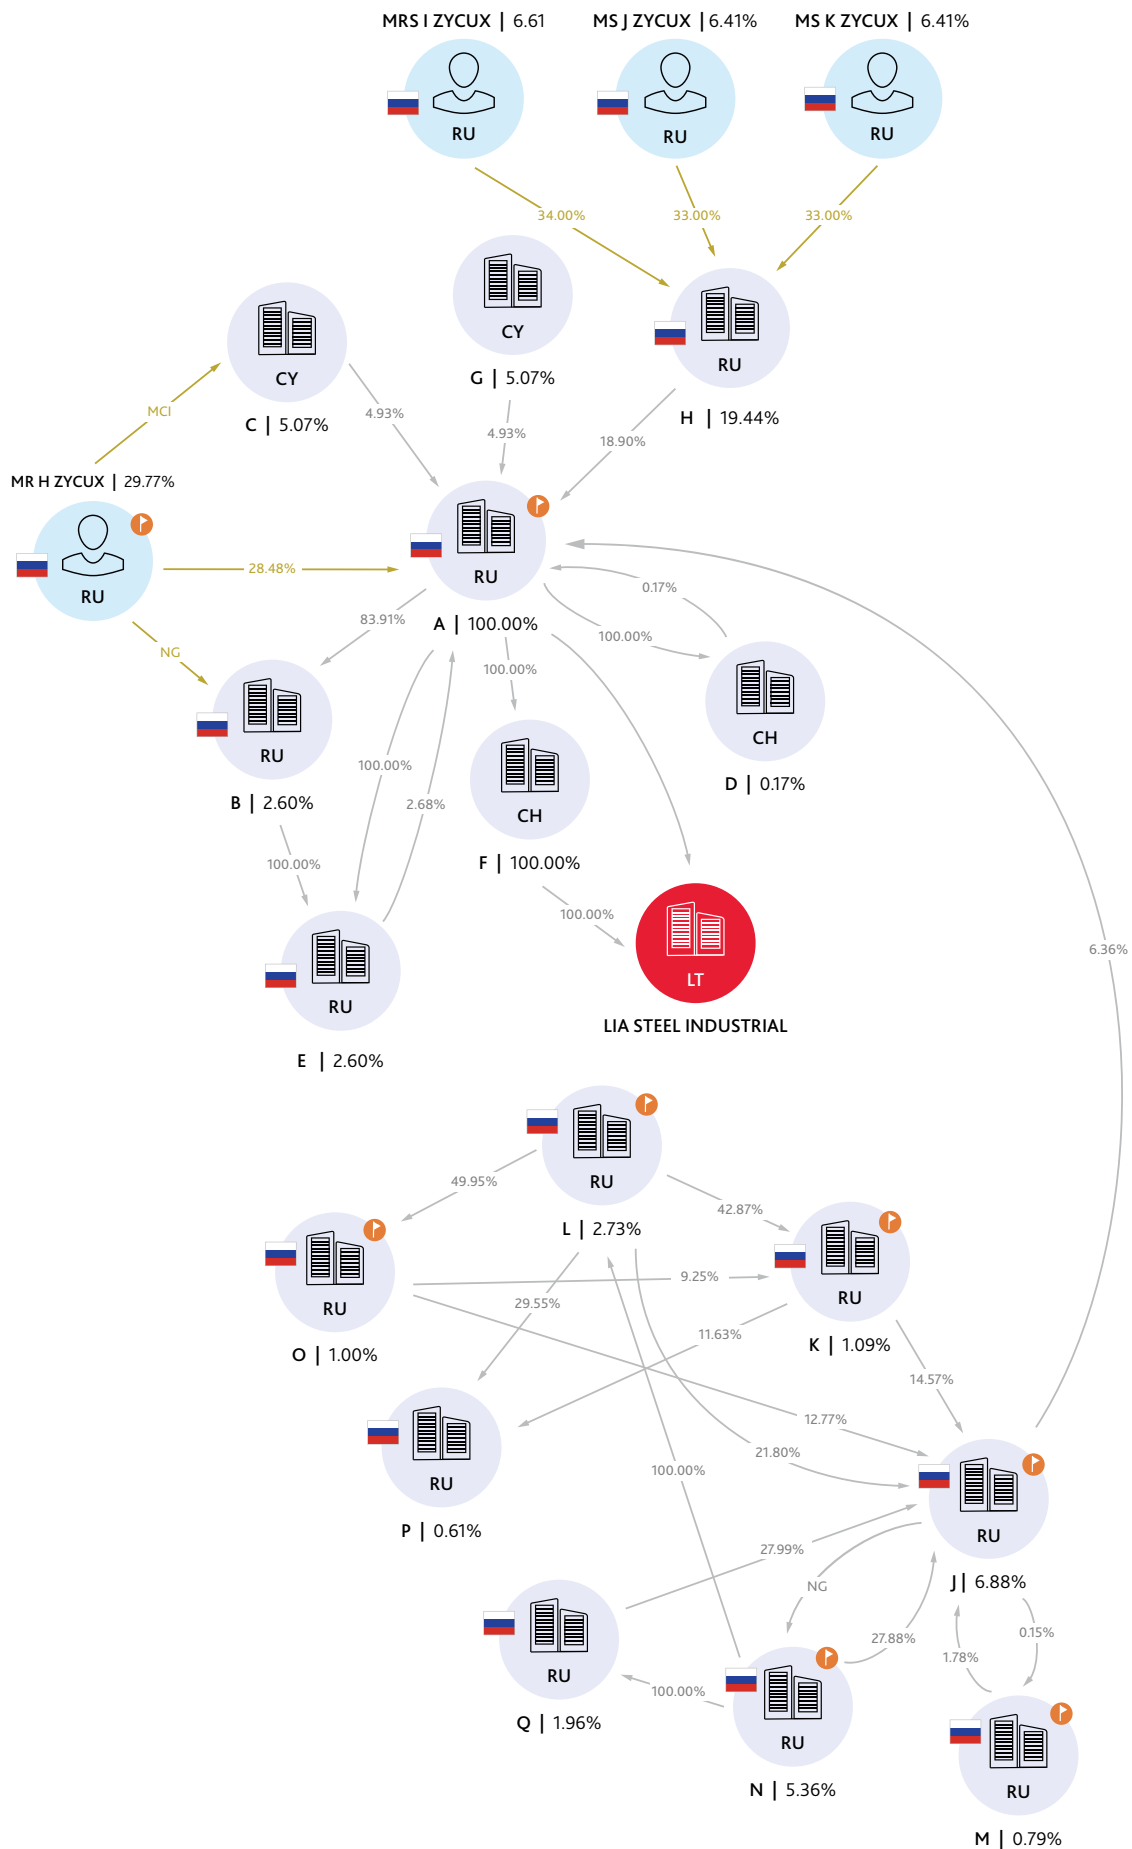 MRS I ZYCUX | 6.61
MS J ZYCUX | 6.41%
MS K ZYCUX | 6.41%
RU
RU
RU
34.00%
33.00%
33.00%
CY
G | 5.07%
RU
H | 19.44%
CY
C | 5.07%
MCI
4.93%
4.93%
18.90%
MR H ZYCUX | 29.77%
RU
28.48%
RU
A | 100.00%
NG
83.91%
0.17%
100.00%
100.00%
CH
D | 0.17%
RU
B | 2.60%
100.00%
2.68%
CH
F | 100.00%
100.00%
100.00%
RU
E | 2.60%
LT
LIA STEEL INDUSTRIAL
6.36%
RU
L | 2.73%
49.95%
42.87%
RU
O | 1.00%
9.25%
29.55%
RU
K | 1.09%
11.63%
14.57%
12.77%
21.80%
100.00%
RU
P | 0.61%
RU
J | 6.88%
27.99%
NG
27.88%
0.15%
1.78%
RU
Q | 1.96%
100.00%
RU
N | 5.36%
RU
M | 0.79%